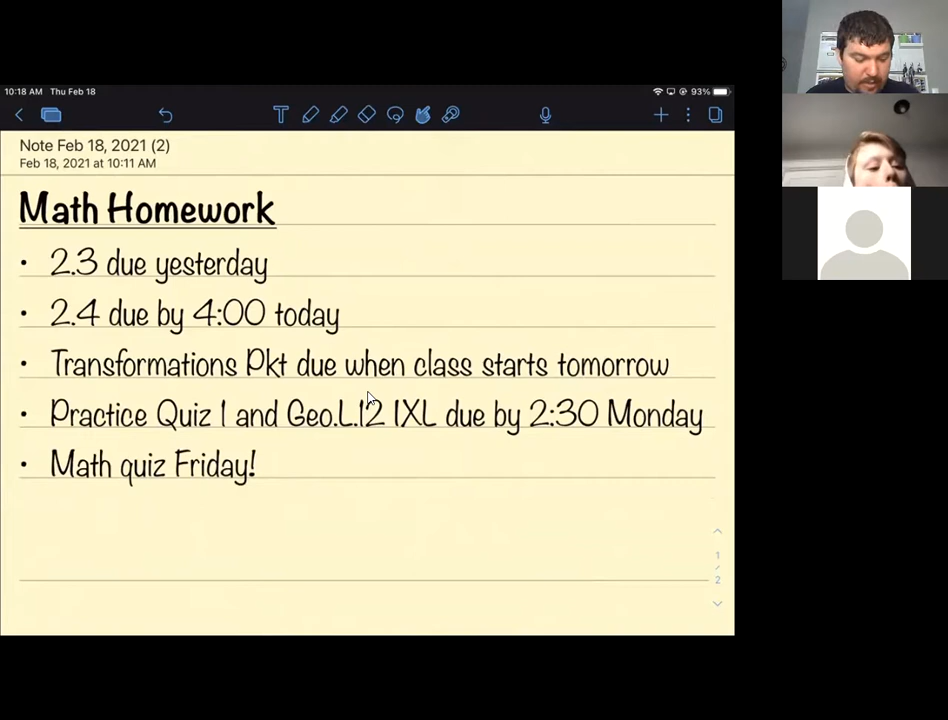 10:18 AM Thu Feb 18
93%
Note Feb 18, 2021 (2)
Feb 18, 2021 at 10:11 AM
Math Homework
• 2.3 due yesterday
• 2.4 due by 4:00 today
• Transformations Pkt due when class starts tomorrow
• Practice Quiz 1 and Geo.L.12 IXL due by 2:30 Monday
• Math quiz Friday!
1
/
2